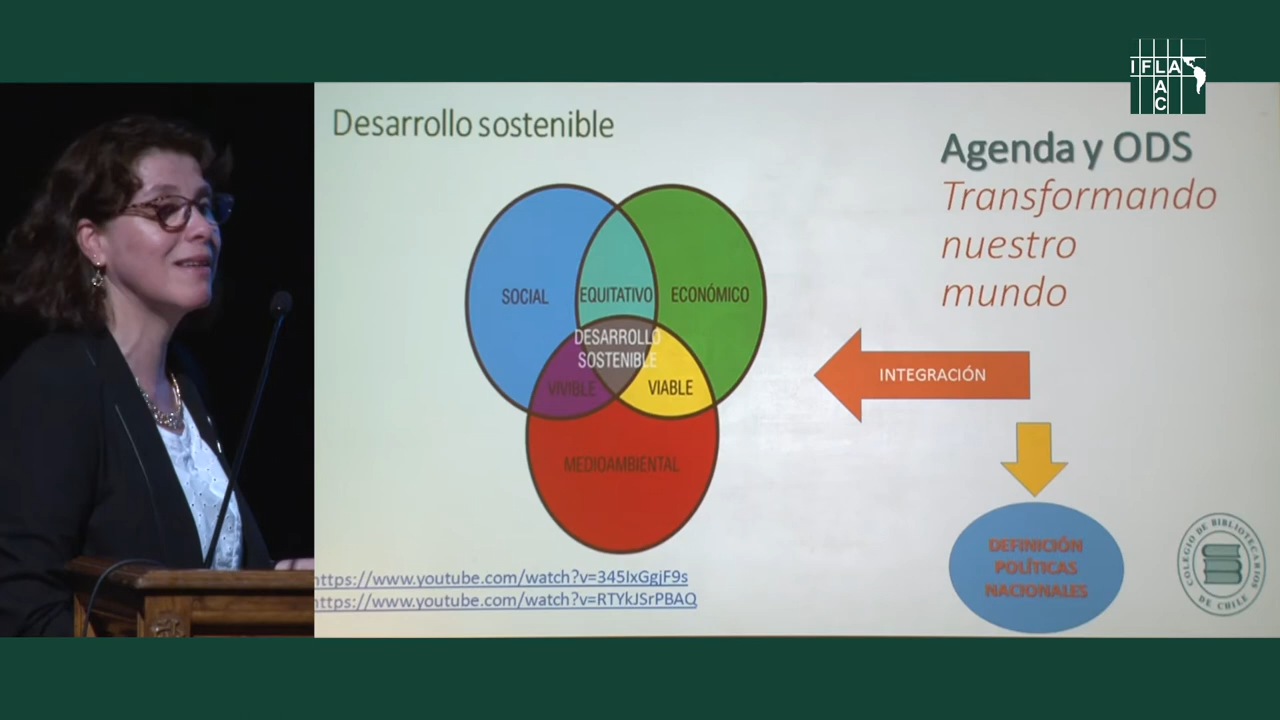 IFLA
LAC
Desarrollo sostenible
Agenda y ODS
Transformando
nuestro
mundo
SOCIAL
EQUITATIVO
ECONÓMICO
DESARROLLO
SOSTENIBLE
VIVIBLE
VIABLE
MEDIOAMBIENTAL
INTEGRACIÓN
DEFINICIÓN
POLÍTICAS
NACIONALES
COLEGIO DE BIBLIOTECARIOS
DE CHILE
https://www.youtube.com/watch?v=345IxGgjF9s
https://www.youtube.com/watch?v=RTYkJSrPBAQ